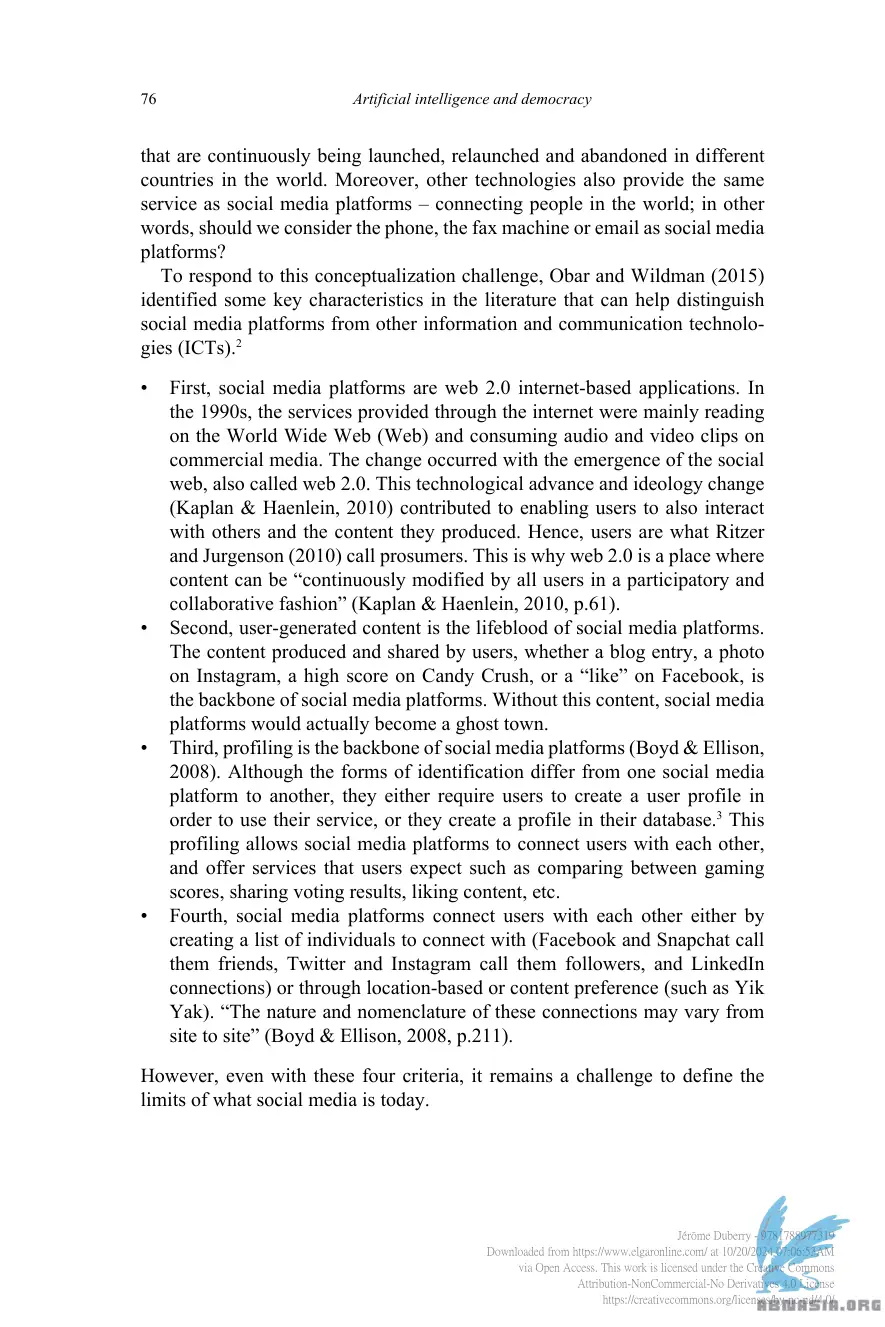 76 Artificial intelligence and democracy
that are continuously being launched, relaunched and abandoned in different
countries in the world. Moreover, other technologies also provide the same
service as social media platforms – connecting people in the world; in other
words, should we consider the phone, the fax machine or email as social media
platforms?
To respond to this conceptualization challenge, Obar and Wildman (2015)
identified some key characteristics in the literature that can help distinguish
social media platforms from other information and communication technolo-
gies (ICTs).2
• First, social media platforms are web 2.0 internet-based applications. In
the 1990s, the services provided through the internet were mainly reading
on the World Wide Web (Web) and consuming audio and video clips on
commercial media. The change occurred with the emergence of the social
web, also called web 2.0. This technological advance and ideology change
(Kaplan & Haenlein, 2010) contributed to enabling users to also interact
with others and the content they produced. Hence, users are what Ritzer
and Jurgenson (2010) call prosumers. This is why web 2.0 is a place where
content can be “continuously modified by all users in a participatory and
collaborative fashion” (Kaplan & Haenlein, 2010, p.61).
• Second, user-generated content is the lifeblood of social media platforms.
The content produced and shared by users, whether a blog entry, a photo
on Instagram, a high score on Candy Crush, or a “like” on Facebook, is
the backbone of social media platforms. Without this content, social media
platforms would actually become a ghost town.
• Third, profiling is the backbone of social media platforms (Boyd & Ellison,
2008). Although the forms of identification differ from one social media
platform to another, they either require users to create a user profile in
order to use their service, or they create a profile in their database.3 This
profiling allows social media platforms to connect users with each other,
and offer services that users expect such as comparing between gaming
scores, sharing voting results, liking content, etc.
• Fourth, social media platforms connect users with each other either by
creating a list of individuals to connect with (Facebook and Snapchat call
them friends, Twitter and Instagram call them followers, and LinkedIn
connections) or through location-based or content preference (such as Yik
Yak). “The nature and nomenclature of these connections may vary from
site to site” (Boyd & Ellison, 2008, p.211).
However, even with these four criteria, it remains a challenge to define the
limits of what social media is today.
Jérôme Duberry - 9781788977319
Downloaded from https://www.elgaronline.com/ at 10/20/2024 07:06:52AM
via Open Access. This work is licensed under the Creative Commons
Attribution-NonCommercial-No Derivatives 4.0 License
https://creativecommons.org/licenses/by-nc-nd/4.0/
ABTWASIA.ORG